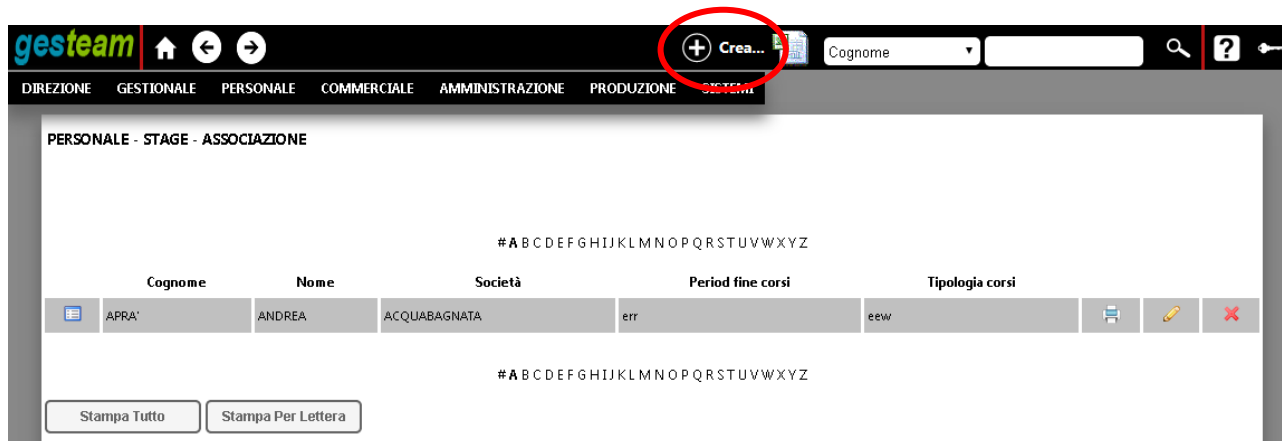 gesteam Crea... Cognome
DIREZIONE GESTIONALE PERSONALE COMMERCIALE AMMINISTRAZIONE PRODUZIONE SISTEMI
PERSONALE - STAGE - ASSOCIAZIONE
# A B C D E F G H I J K L M N O P Q R S T U V W X Y Z
Cognome Nome Società Period fine corsi Tipologia corsi
APRA' ANDREA ACQUABAGNATA err eew
# A B C D E F G H I J K L M N O P Q R S T U V W X Y Z
Stampa Tutto Stampa Per Lettera